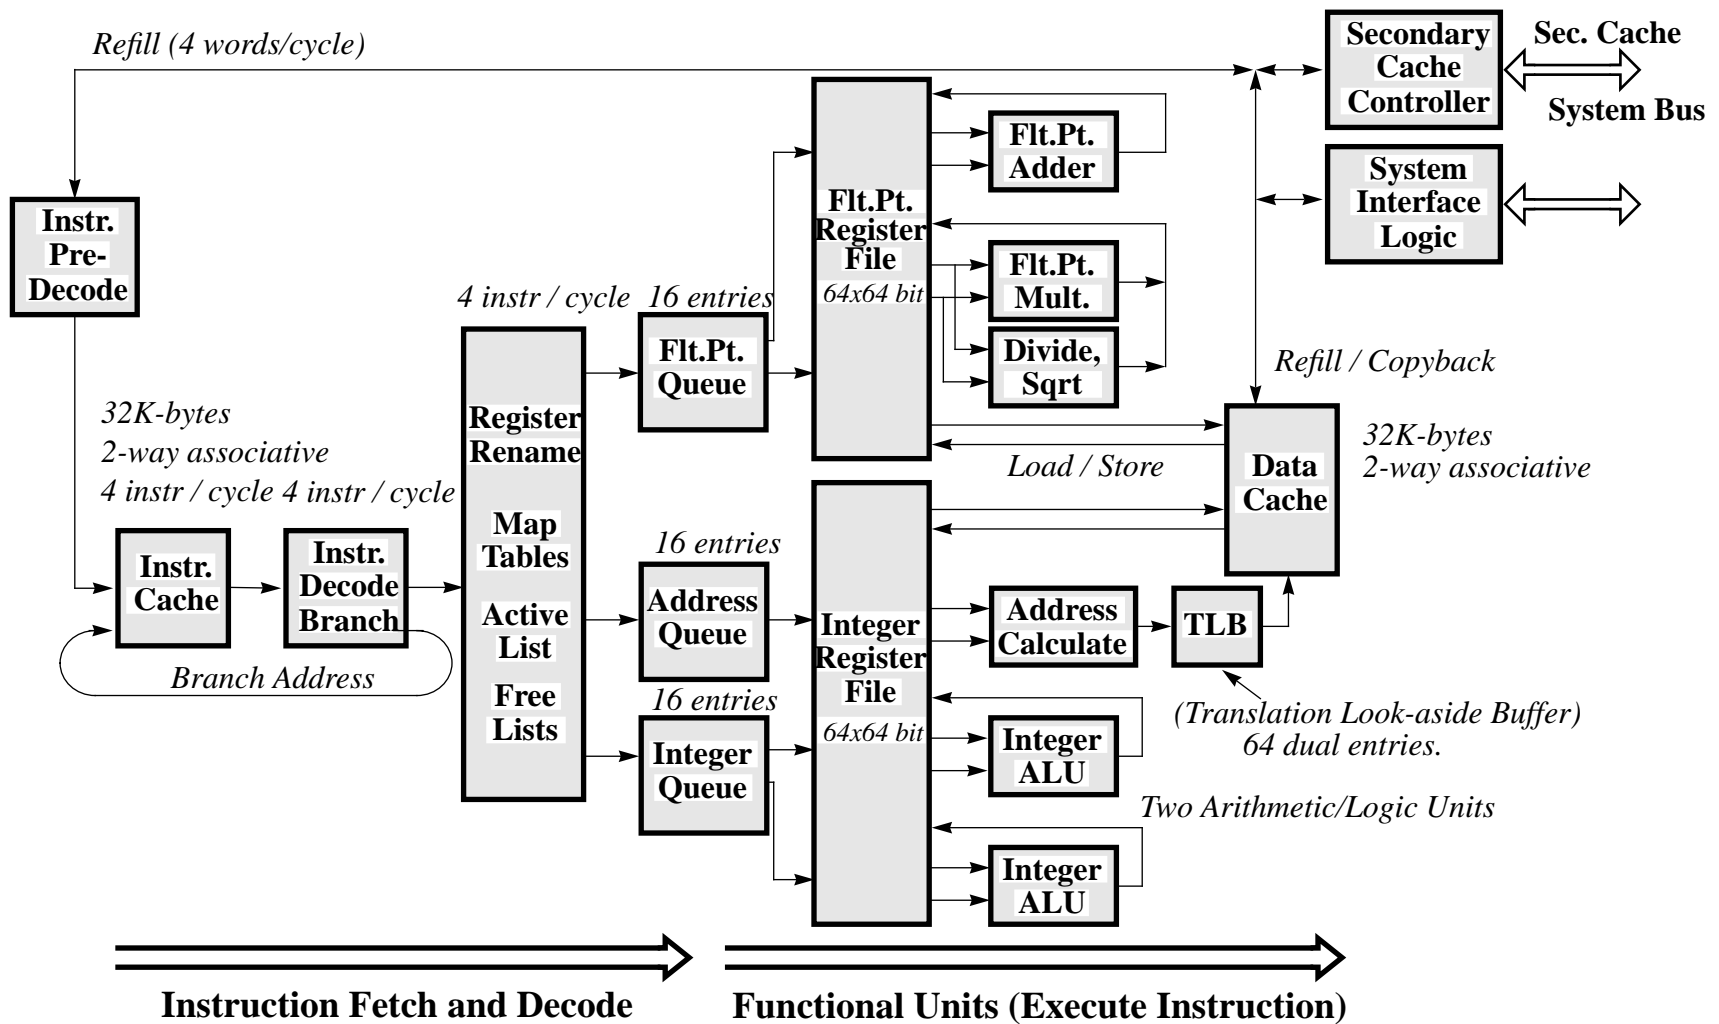 Refill (4 words/cycle)
Secondary
Cache
Controller
Sec. Cache
System Bus
System
Interface
Logic
Instr.
Pre-
Decode
Flt.Pt.
Adder
Flt.Pt.
Register
File
64x64 bit
Flt.Pt.
Mult.
Divide,
Sqrt
4 instr / cycle
16 entries
Flt.Pt.
Queue
Refill / Copyback
32K-bytes
2-way associative
4 instr / cycle
4 instr / cycle
Register
Rename
Map
Tables
Active
List
Free
Lists
Load / Store
Data
Cache
32K-bytes
2-way associative
Instr.
Cache
Instr.
Decode
Branch
Branch Address
16 entries
Address
Queue
16 entries
Integer
Queue
Integer
Register
File
64x64 bit
Address
Calculate
TLB
(Translation Look-aside Buffer)
64 dual entries.
Integer
ALU
Two Arithmetic/Logic Units
Integer
ALU
Instruction Fetch and Decode
Functional Units (Execute Instruction)